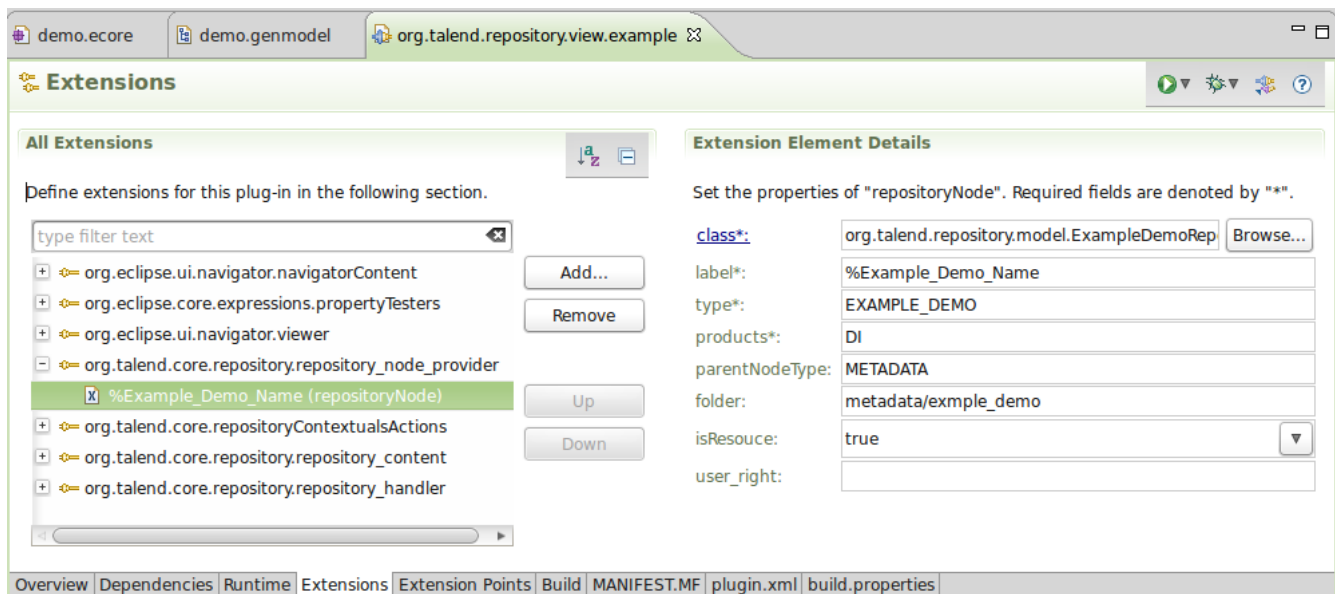 demo.ecore demo.genmodel org.talend.repository.view.example
Extensions
All Extensions
Define extensions for this plug-in in the following section.
type filter text
org.eclipse.ui.navigator.navigatorContent
org.eclipse.core.expressions.propertyTesters
org.eclipse.ui.navigator.viewer
org.talend.core.repository.repository_node_provider
%Example_Demo_Name (repositoryNode)
org.talend.core.repositoryContextualsActions
org.talend.core.repository.repository_content
org.talend.core.repository.repository_handler
Add...
Remove
Up
Down
Extension Element Details
Set the properties of "repositoryNode". Required fields are denoted by "*".
class*: org.talend.repository.model.ExampleDemoRep Browse...
label*: %Example_Demo_Name
type*: EXAMPLE_DEMO
products*: DI
parentNodeType: METADATA
folder: metadata/exmple_demo
isResouce: true
user_right:
Overview Dependencies Runtime Extensions Extension Points Build MANIFEST.MF plugin.xml build.properties